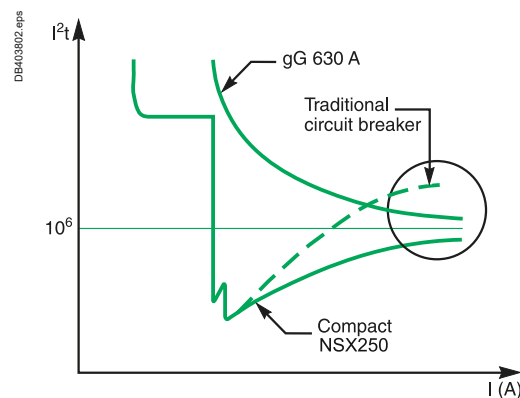 DB403802.eps
I²t
gG 630 A
Traditional
circuit breaker
10⁶
Compact
NSX250
I (A)